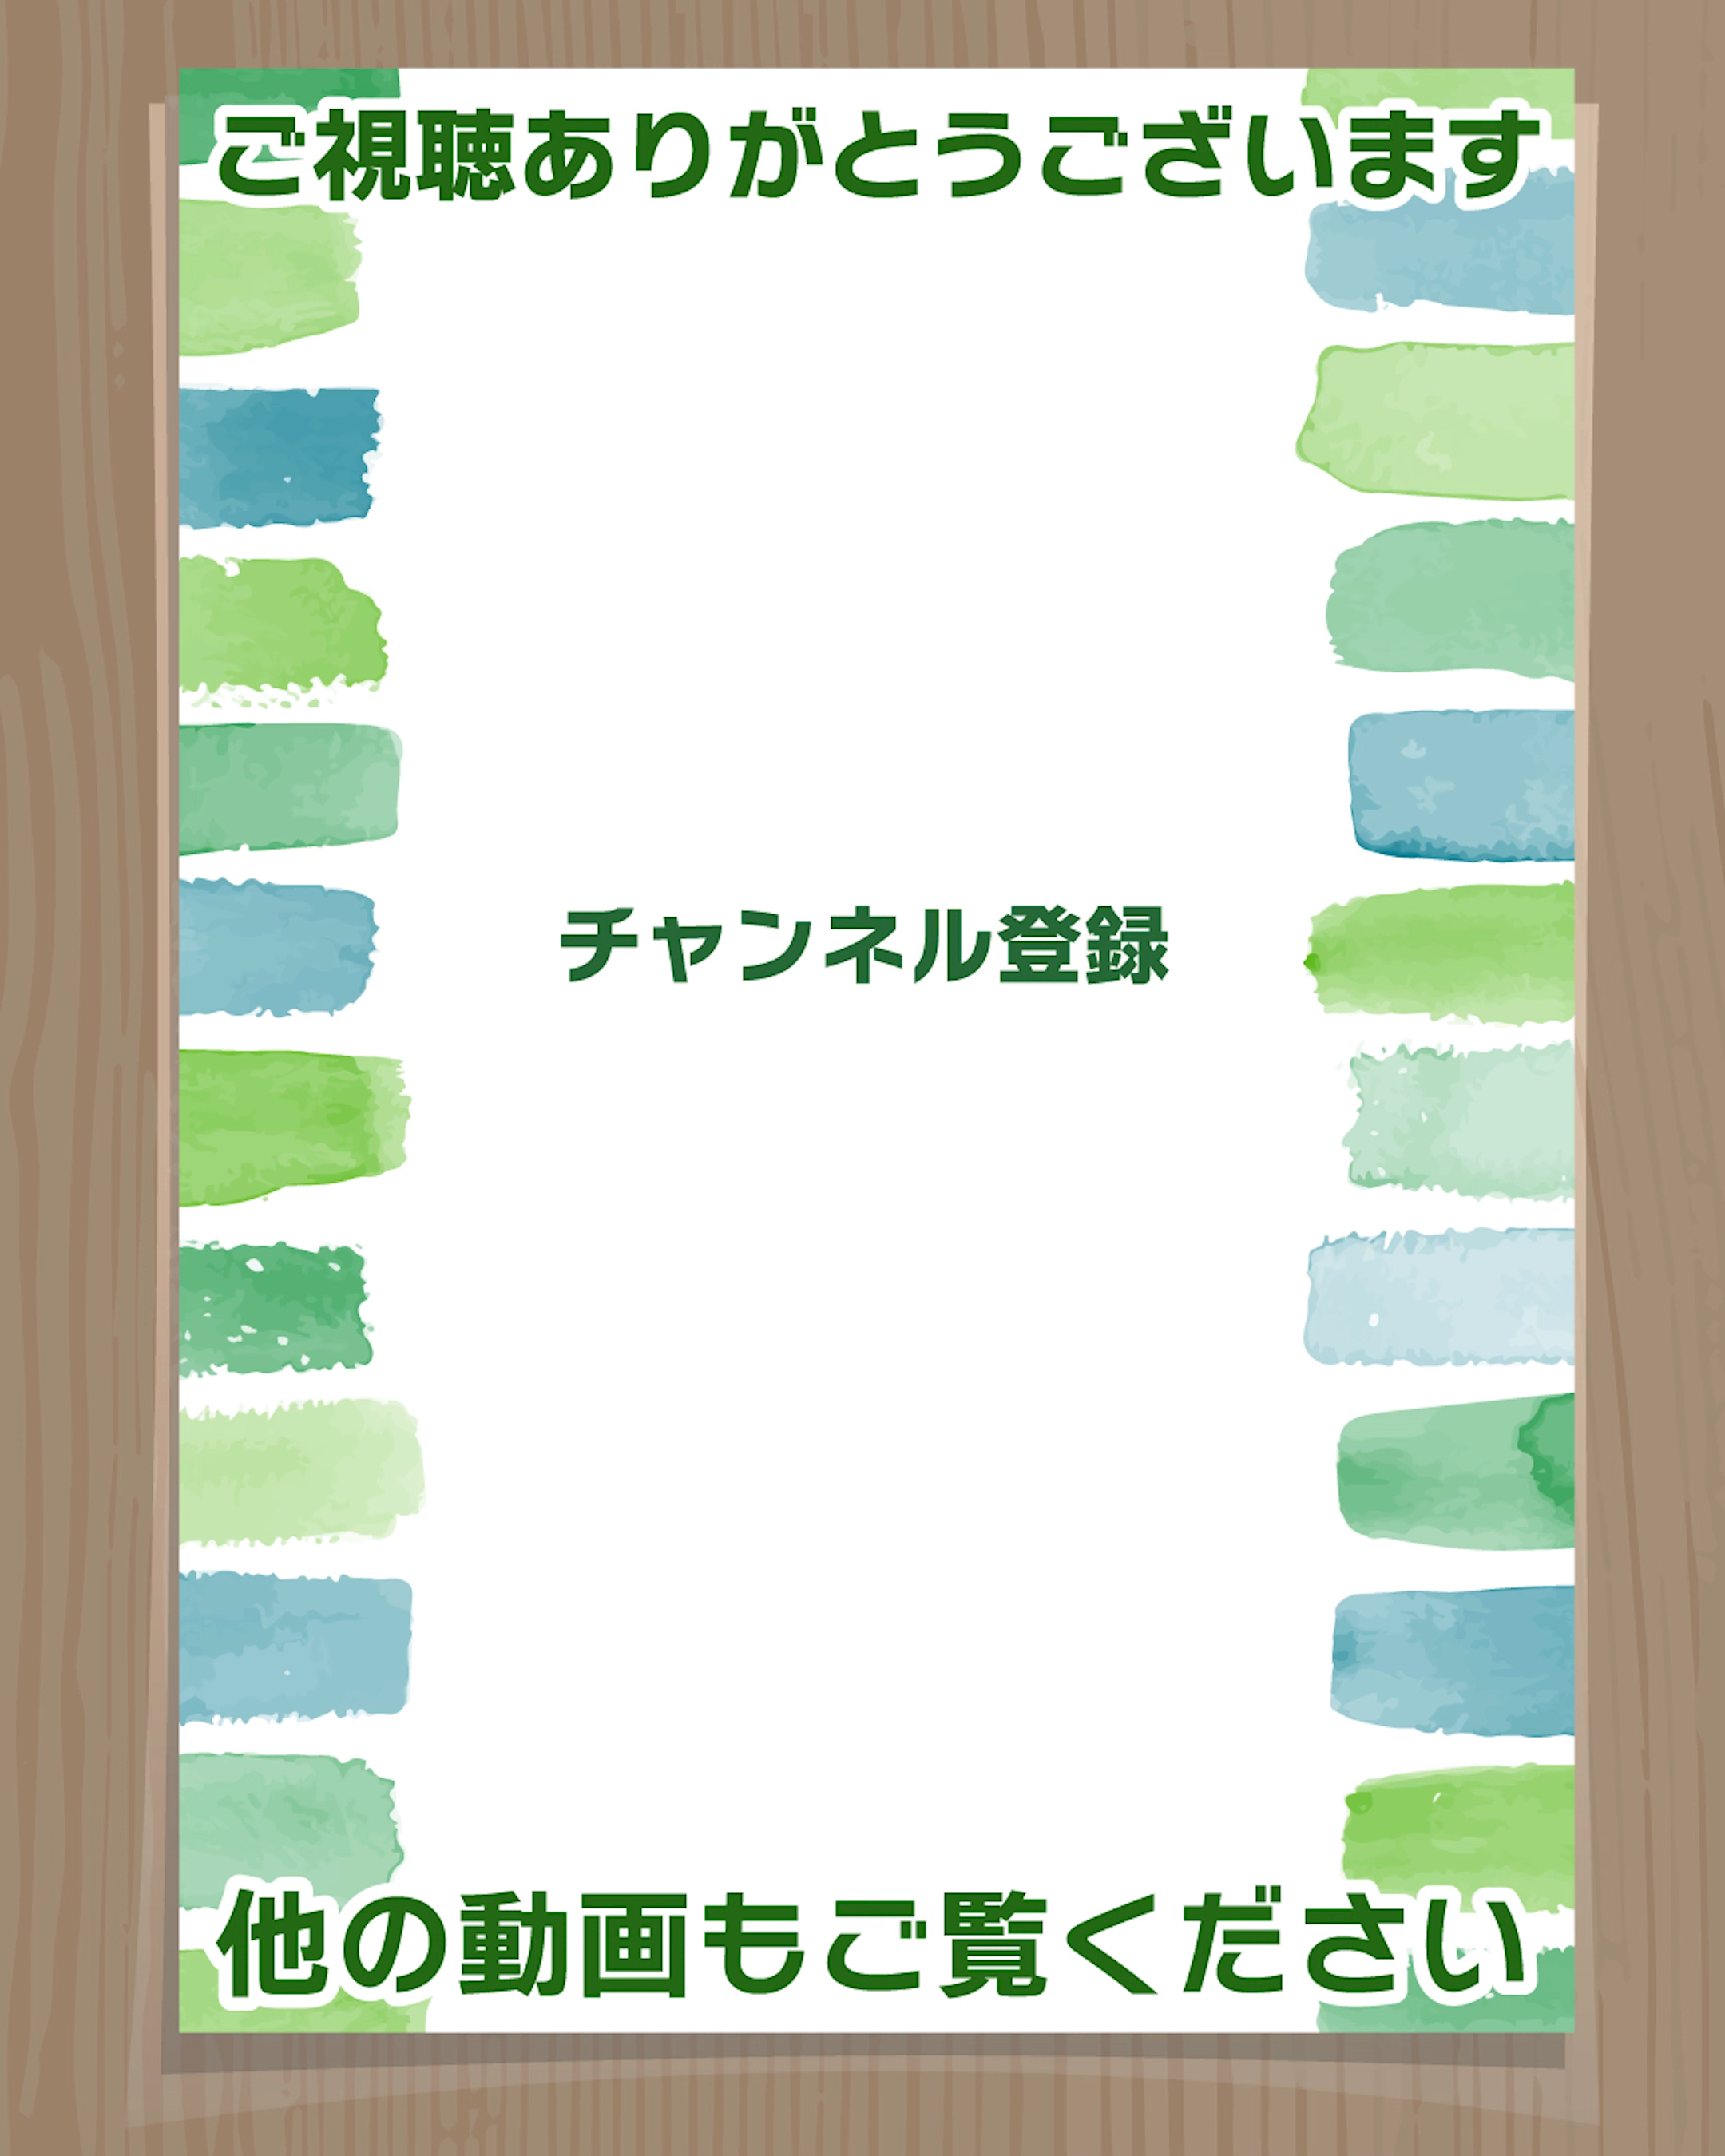 ご視聴ありがとうございます
チャンネル登録
他の動画もご覧ください